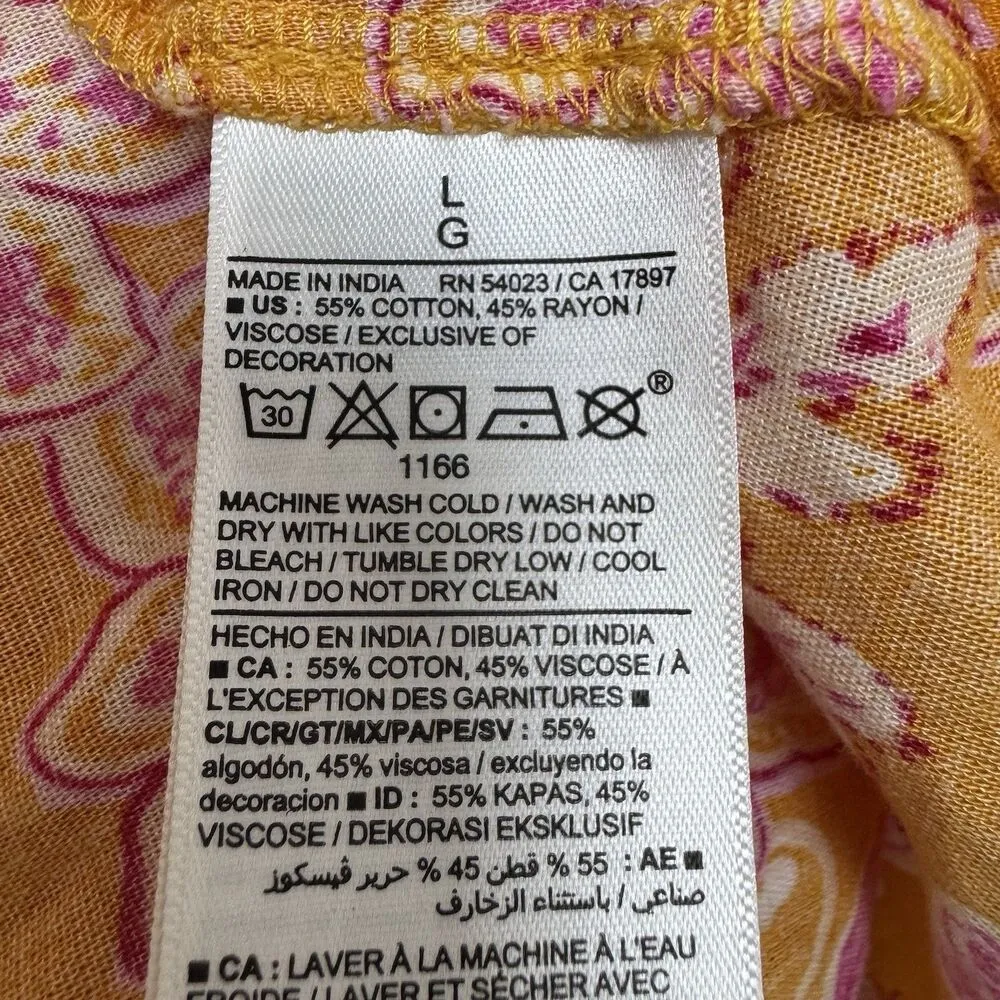 L
G
MADE IN INDIA RN 54023 / CA 17897
■ US : 55% COTTON, 45% RAYON /
VISCOSE / EXCLUSIVE OF
DECORATION
30 ®
1166
MACHINE WASH COLD / WASH AND
DRY WITH LIKE COLORS / DO NOT
BLEACH / TUMBLE DRY LOW / COOL
IRON / DO NOT DRY CLEAN
HECHO EN INDIA / DIBUAT DI INDIA
■ CA : 55% COTON, 45% VISCOSE / À
L'EXCEPTION DES GARNITURES ■
CL/CR/GT/MX/PA/PE/SV : 55%
algodón, 45% viscosa / excluyendo la
decoracion ■ ID : 55% KAPAS, 45%
VISCOSE / DEKORASI EKSKLUSIF
■ AE : 55 % قطن 45 % حرير ڤيسكوز
صناعي / باستثناء الزخارف
■ CA : LAVER À LA MACHINE À L'EAU
FROIDE / LAVER ET SÉCHER AVEC